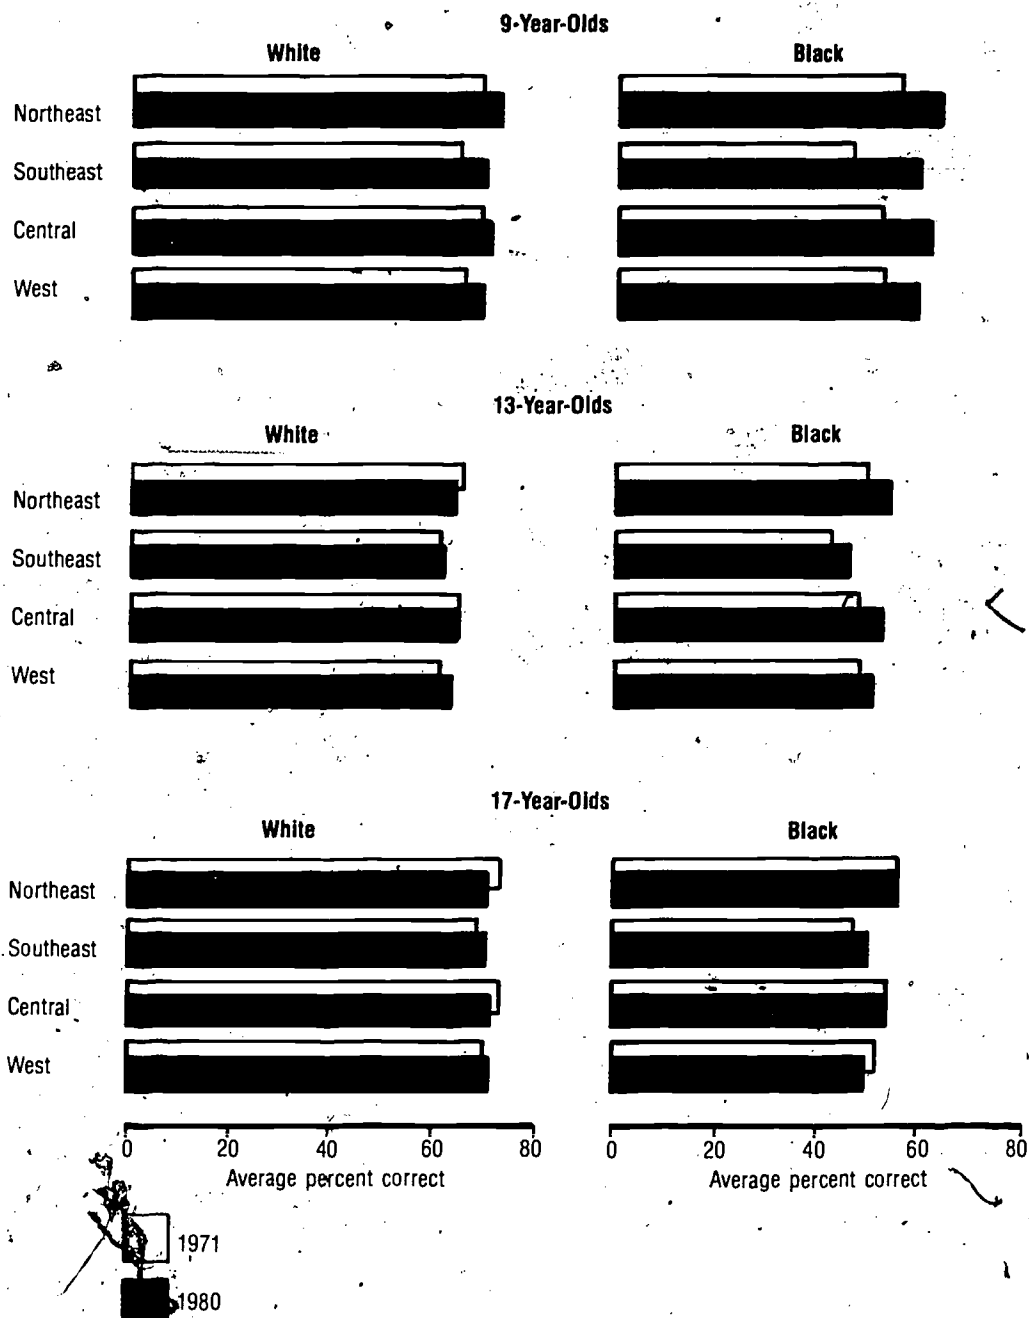 9-Year-Olds
White Black
Northeast
Southeast
Central
West
13-Year-Olds
White Black
Northeast
Southeast
Central
West
17-Year-Olds
White Black
Northeast
Southeast
Central
West
0 20 40 60 80 0 20 40 60 80
Average percent correct Average percent correct
1971
1980